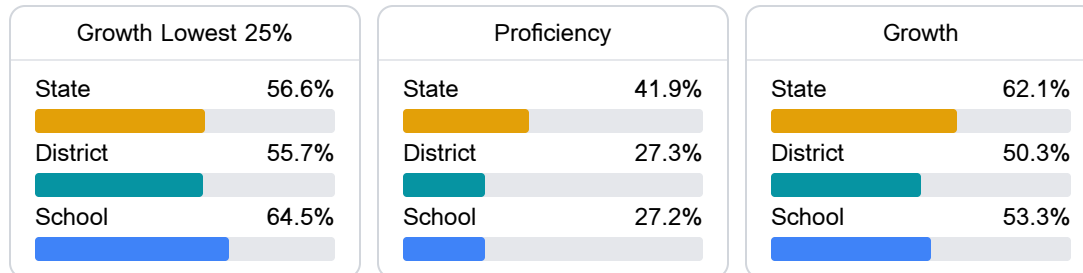 Growth Lowest 25%
State 56.6%
District 55.7%
School 64.5%
Proficiency
State 41.9%
District 27.3%
School 27.2%
Growth
State 62.1%
District 50.3%
School 53.3%